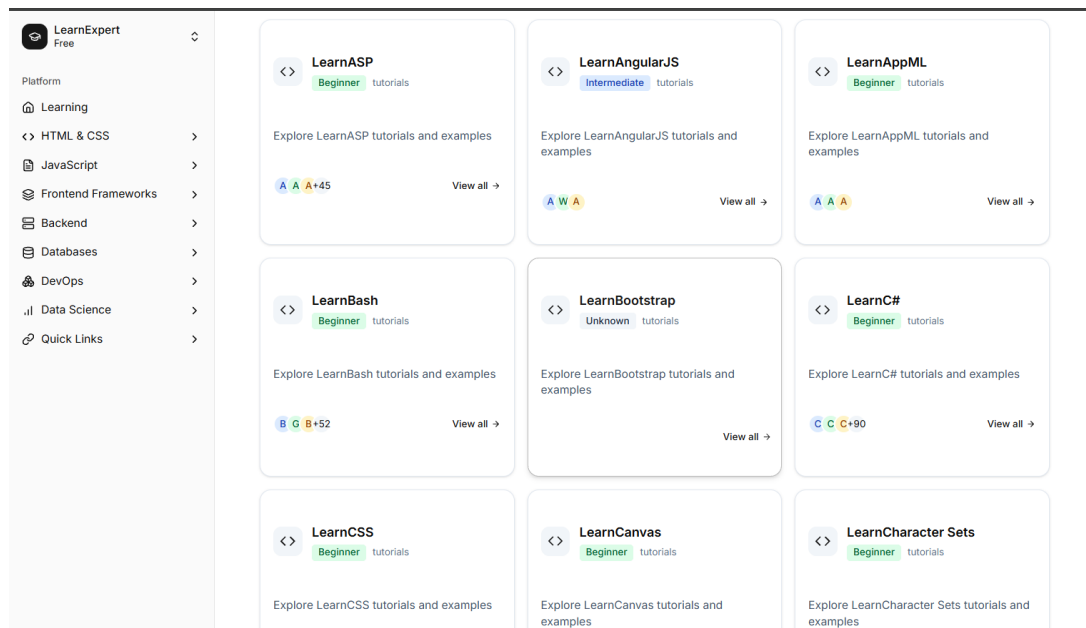 LearnExpert
Free
Platform
Learning
HTML & CSS
JavaScript
Frontend Frameworks
Backend
Databases
DevOps
Data Science
Quick Links
LearnASP
Beginner tutorials
Explore LearnASP tutorials and examples
A A A+45 View all →
LearnAngularJS
Intermediate tutorials
Explore LearnAngularJS tutorials and
examples
A W A View all →
LearnAppML
Beginner tutorials
Explore LearnAppML tutorials and
examples
A A A View all →
LearnBash
Beginner tutorials
Explore LearnBash tutorials and examples
B G B+52 View all →
LearnBootstrap
Unknown tutorials
Explore LearnBootstrap tutorials and
examples
View all →
LearnC#
Beginner tutorials
Explore LearnC# tutorials and examples
C C C+90 View all →
LearnCSS
Beginner tutorials
Explore LearnCSS tutorials and examples
LearnCanvas
Beginner tutorials
Explore LearnCanvas tutorials and
examples
LearnCharacter Sets
Beginner tutorials
Explore LearnCharacter Sets tutorials and
examples